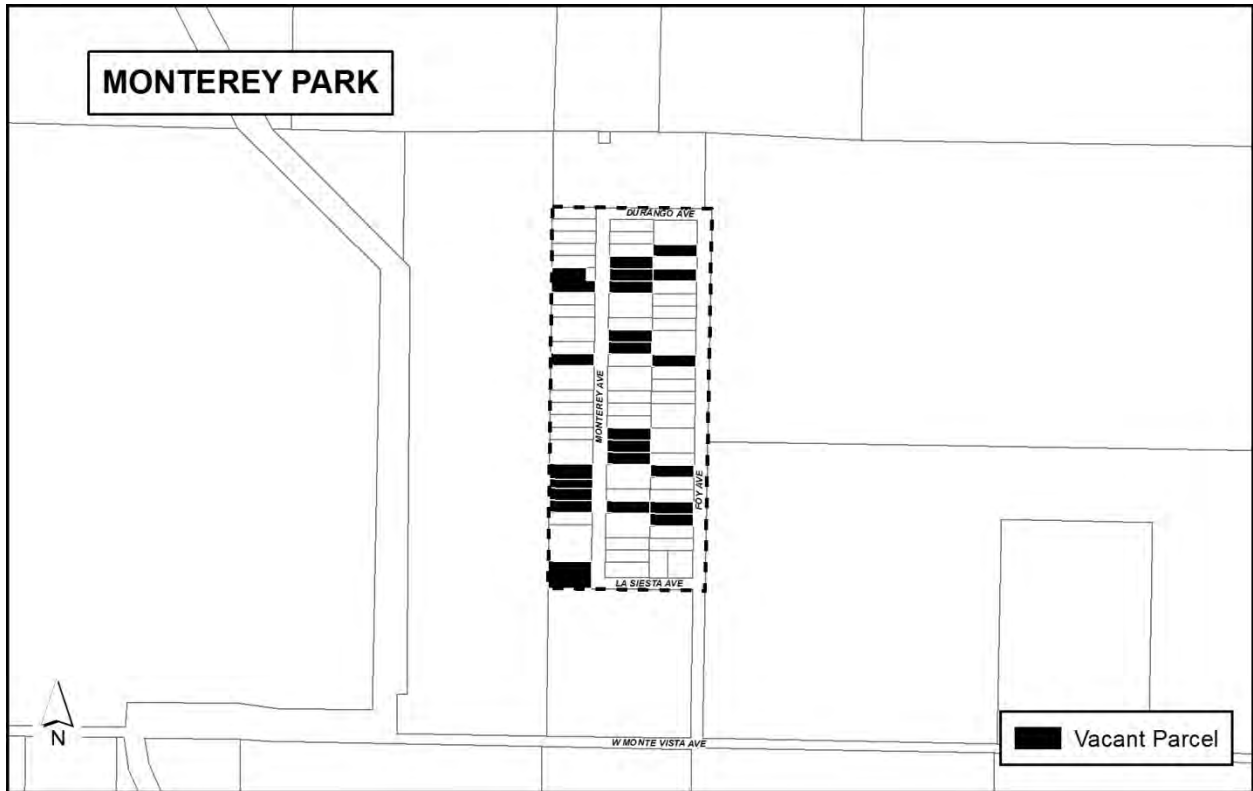 MONTEREY PARK
DURANGO AVE
MONTEREY AVE
FOY AVE
LA SIESTA AVE
W MONTE VISTA AVE
N
Vacant Parcel